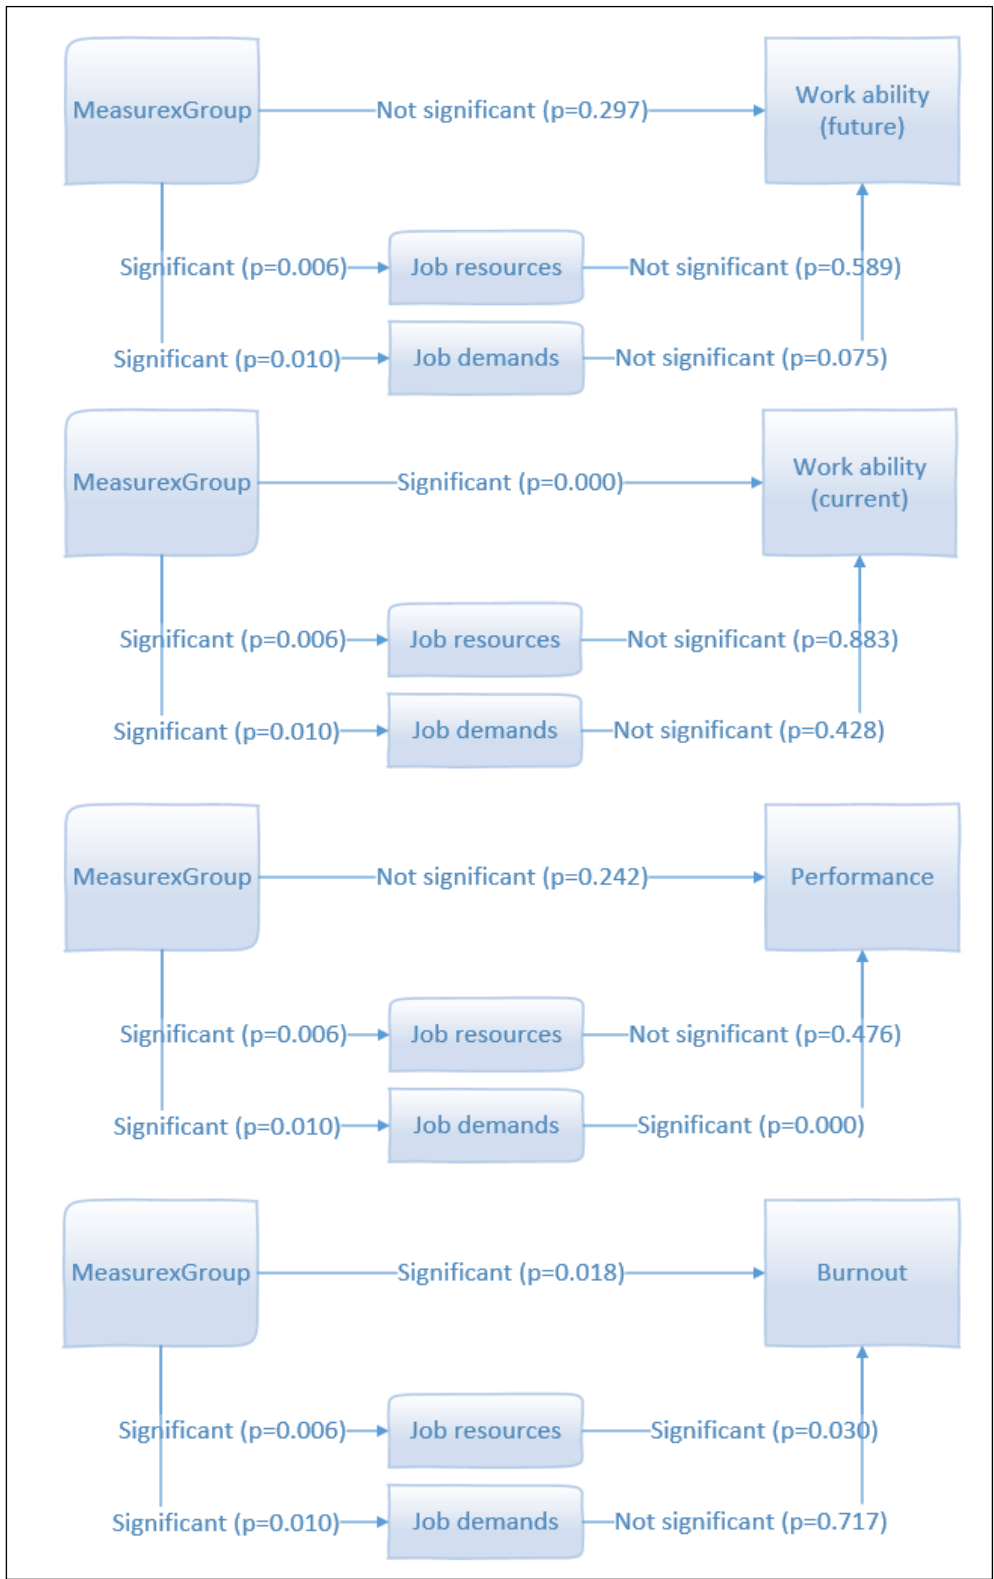 MeasurexGroup
Not significant (p=0.297)
Work ability
(future)
Significant (p=0.006)
Job resources
Not significant (p=0.589)
Significant (p=0.010)
Job demands
Not significant (p=0.075)
MeasurexGroup
Significant (p=0.000)
Work ability
(current)
Significant (p=0.006)
Job resources
Not significant (p=0.883)
Significant (p=0.010)
Job demands
Not significant (p=0.428)
MeasurexGroup
Not significant (p=0.242)
Performance
Significant (p=0.006)
Job resources
Not significant (p=0.476)
Significant (p=0.010)
Job demands
Significant (p=0.000)
MeasurexGroup
Significant (p=0.018)
Burnout
Significant (p=0.006)
Job resources
Significant (p=0.030)
Significant (p=0.010)
Job demands
Not significant (p=0.717)